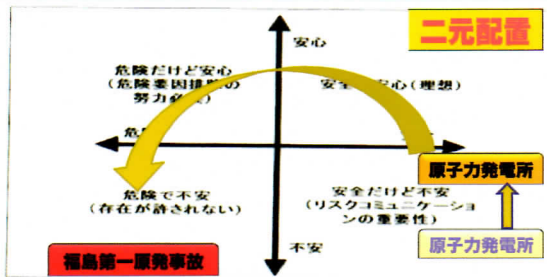 安心
二元配置
危険だけど安心
(危険要因排除の
努力必要)
安全で安心(理想)
危険
危険で不安
(存在が許されない)
安全だけど不安
(リスクコミュニケーショ
ンの重要性)
原子力発電所
原子力発電所
不安
福島第一原発事故